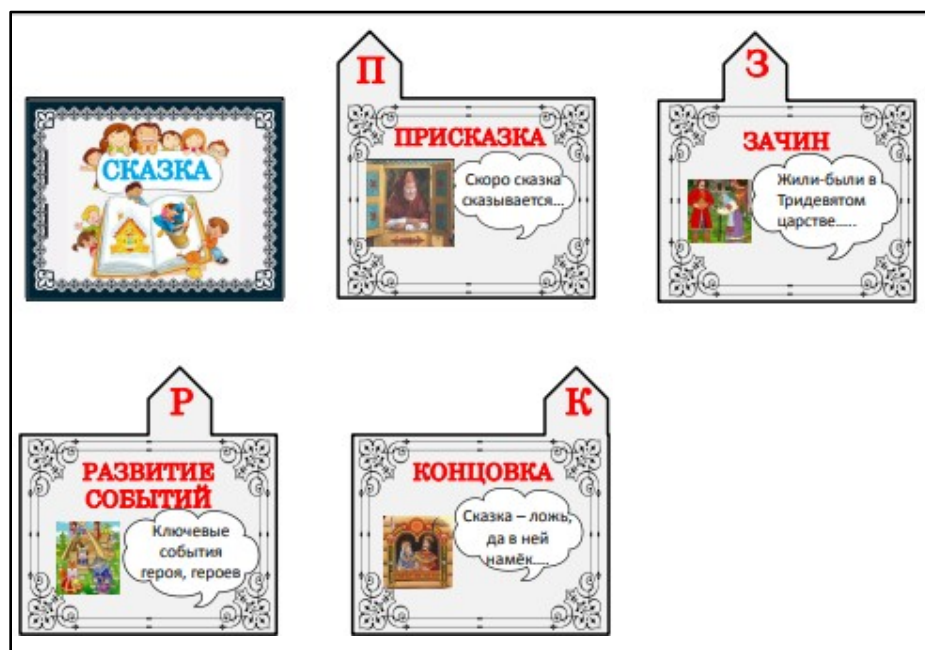 СКАЗКА
П
ПРИСКАЗКА
Скоро сказка
сказывается...
З
ЗАЧИН
Жили-были в
Тридевятом
царстве.....
Р
РАЗВИТИЕ
СОБЫТИЙ
Ключевые
события
героя, героев
К
КОНЦОВКА
Сказка – ложь,
да в ней
намёк....